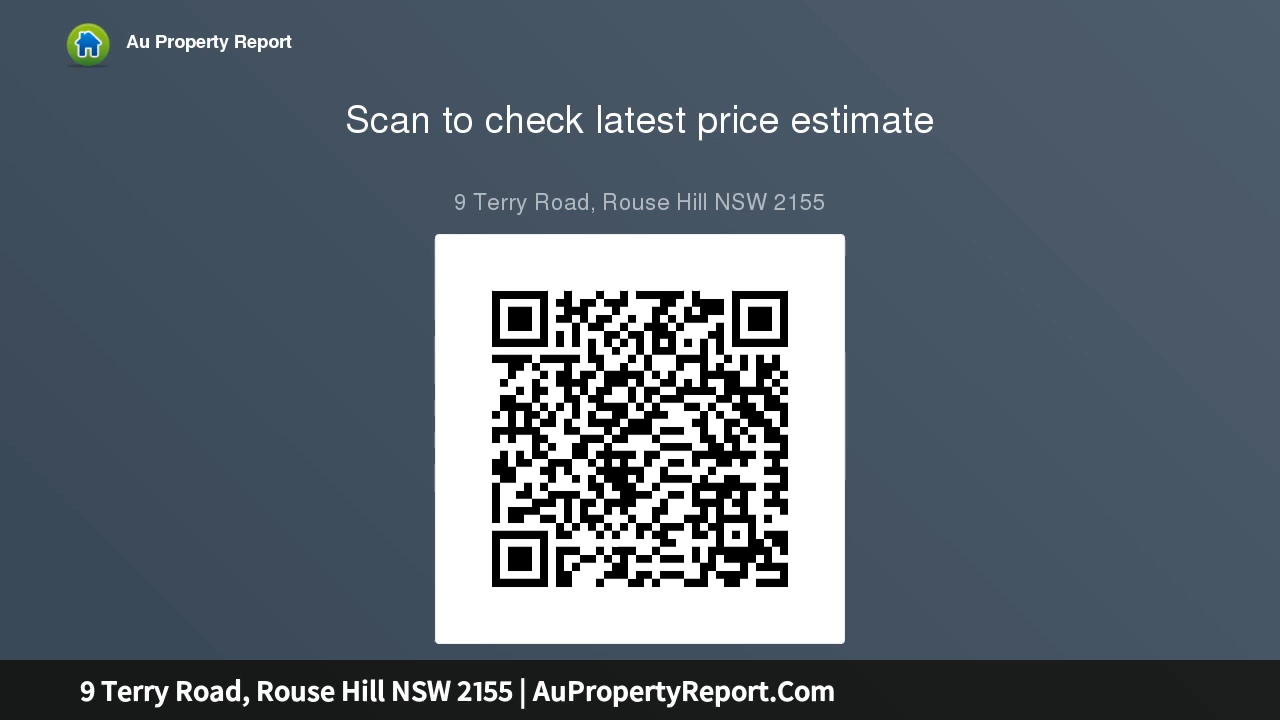 Au Property Report
Scan to check latest price estimate
9 Terry Road, Rouse Hill NSW 2155
9 Terry Road, Rouse Hill NSW 2155 | AuPropertyReport.Com